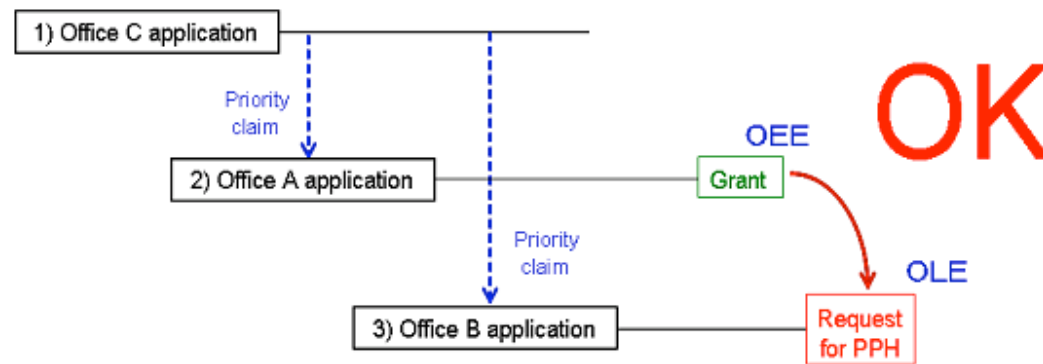 1) Office C application
OK
Priority
claim
OEE
2) Office A application
Grant
Priority
claim
OLE
3) Office B application
Request
for PPH